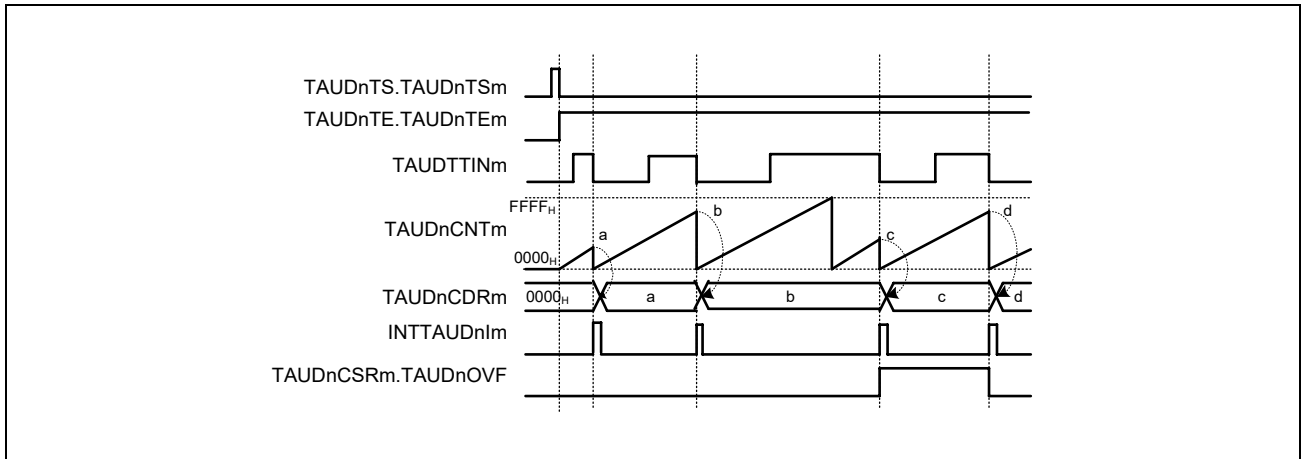 TAUDnTS.TAUDnTSm
TAUDnTE.TAUDnTEm
TAUDTTINm
FFFFH
TAUDnCNTm
a
b
c
d
0000H
TAUDnCDRm
0000H
a
b
c
d
INTTAUDnIm
TAUDnCSRm.TAUDnOVF